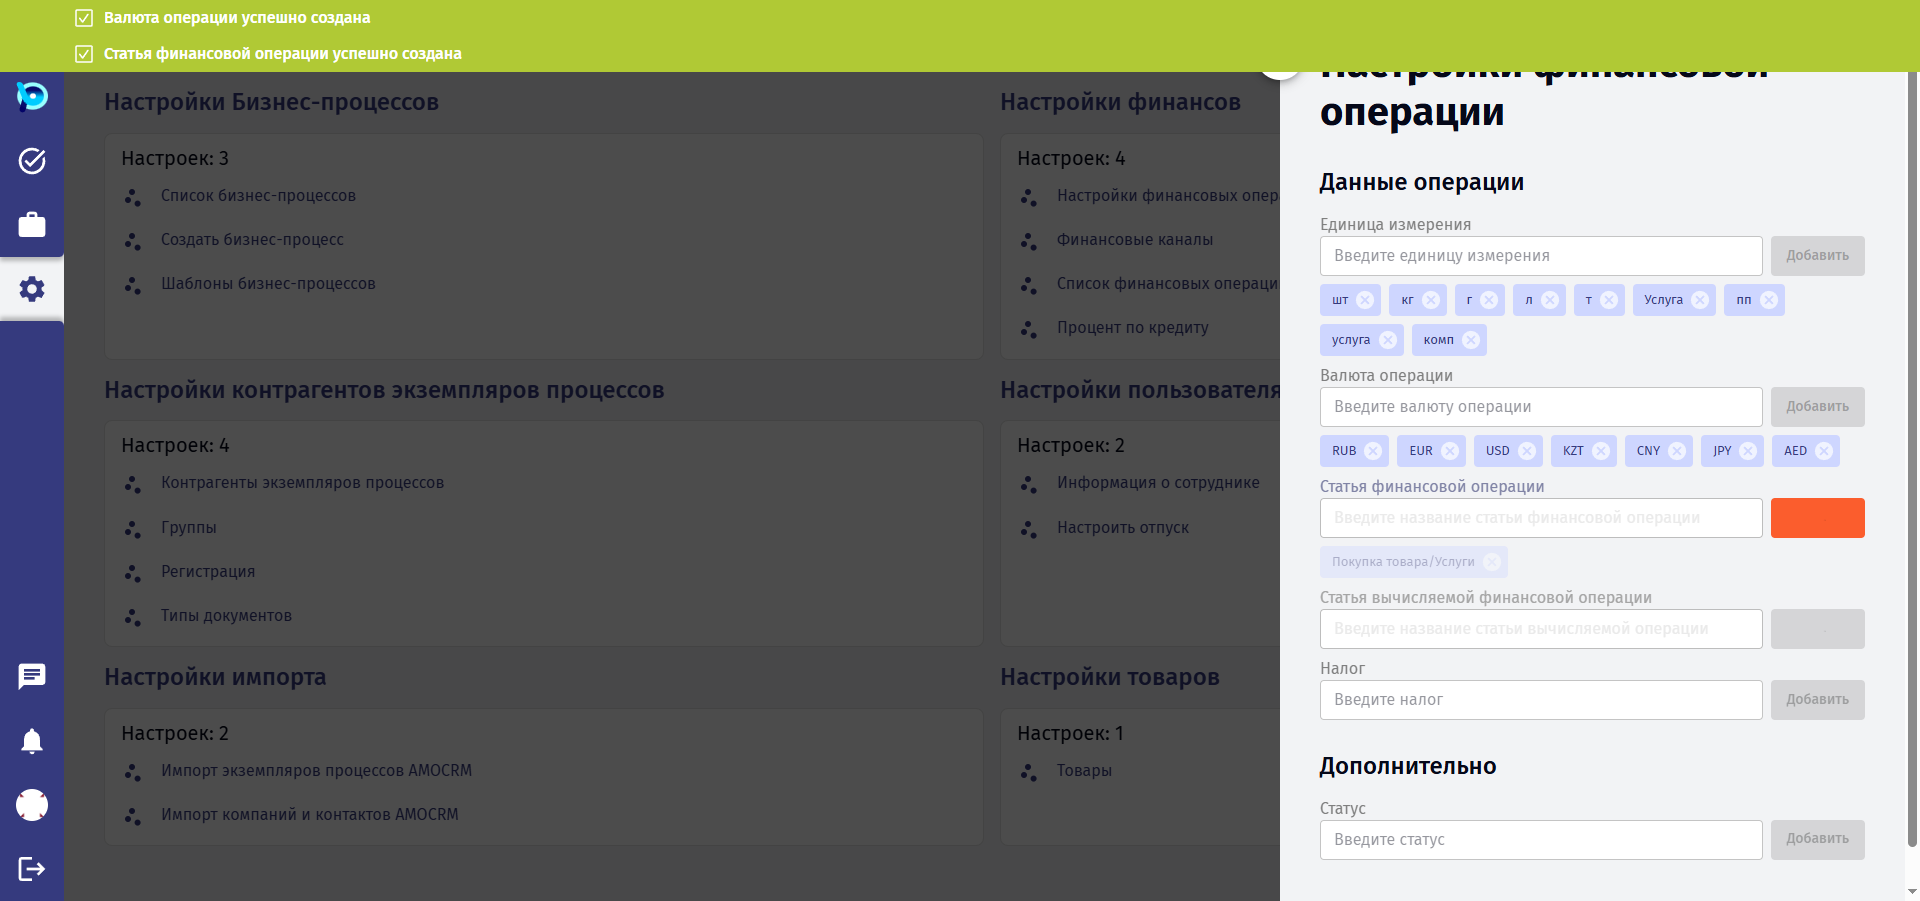 Валюта операции успешно создана
Статья финансовой операции успешно создана
Настройки Бизнес-процессов
Настроек: 3
Список бизнес-процессов
Создать бизнес-процесс
Шаблоны бизнес-процессов
Настройки финансов
Настроек: 4
Настройки финансовых опер
Финансовые каналы
Список финансовых операци
Процент по кредиту
Настройки контрагентов экземпляров процессов
Настроек: 4
Контрагенты экземпляров процессов
Группы
Регистрация
Типы документов
Настройки пользователя
Настроек: 2
Информация о сотруднике
Настроить отпуск
Настройки импорта
Настроек: 2
Импорт экземпляров процессов AMOCRM
Импорт компаний и контактов AMOCRM
Настройки товаров
Настроек: 1
Товары
Настройки финансовой
операции
Данные операции
Единица измерения
Введите единицу измерения Добавить
шт кг г л т Услуга пп
услуга комп
Валюта операции
Введите валюту операции Добавить
RUB EUR USD KZT CNY JPY AED
Статья финансовой операции
Введите название статьи финансовой операции
Покупка товара/Услуги
Статья вычисляемой финансовой операции
Введите название статьи вычисляемой операции
Налог
Введите налог Добавить
Дополнительно
Статус
Введите статус Добавить